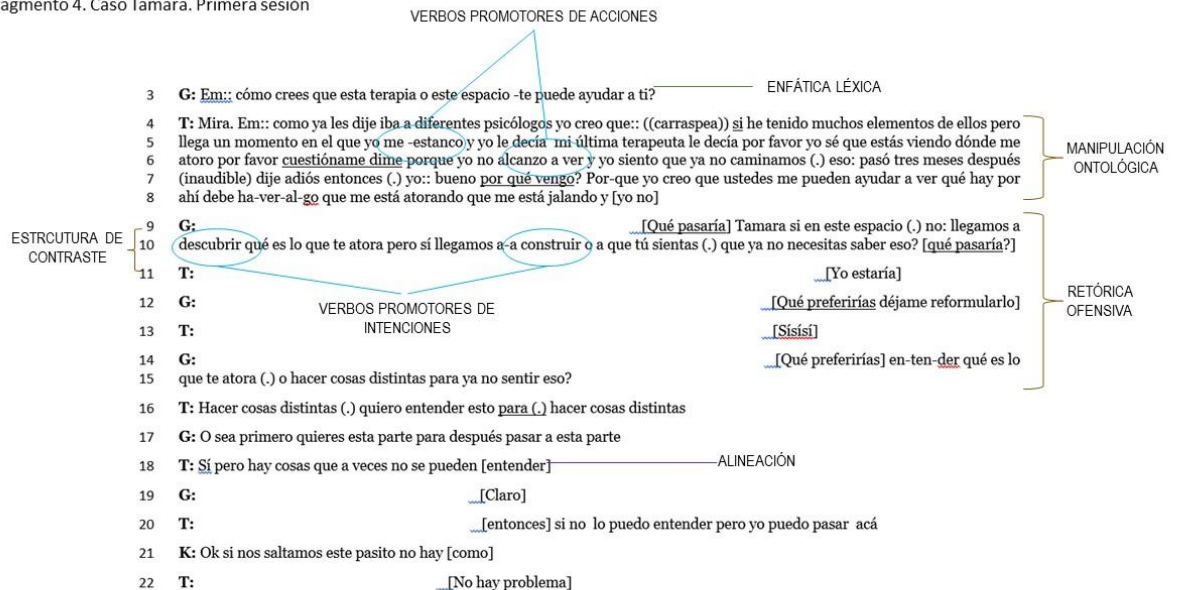 agmento 4. Caso Tamara. Primera sesión
VERBOS PROMOTORES DE ACCIONES
3 G: Em:: cómo crees que esta terapia o este espacio -te puede ayudar a ti?
ENFÁTICA LÉXICA
4 T: Mira. Em:: como ya les dije iba a diferentes psicólogos yo creo que:: ((carraspea)) si he tenido muchos elementos de ellos pero
5 llega un momento en el que yo me -estanco y yo le decía mi última terapeuta le decía por favor yo sé que estás viendo dónde me
6 atoro por favor cuestióname dime porque yo no alcanzo a ver y yo siento que ya no caminamos (.) eso: pasó tres meses después
7 (inaudible) dije adiós entonces (.) yo:: bueno por qué vengo? Por-que yo creo que ustedes me pueden ayudar a ver qué hay por
8 ahí debe ha-ver-al-go que me está atorando que me está jalando y [yo no]
MANIPULACIÓN
ONTOLÓGICA
9 G: [Qué pasaría] Tamara si en este espacio (.) no: llegamos a
10 descubrir qué es lo que te atora pero sí llegamos a-a construir o a que tú sientas (.) que ya no necesitas saber eso? [qué pasaría?]
ESTRCUTURA DE
CONTRASTE
11 T: [Yo estaría]
VERBOS PROMOTORES DE
INTENCIONES
12 G: [Qué preferirías déjame reformularlo]
RETÓRICA
OFENSIVA
13 T: [Sísísí]
14 G: [Qué preferirías] en-ten-der qué es lo
15 que te atora (.) o hacer cosas distintas para ya no sentir eso?
16 T: Hacer cosas distintas (.) quiero entender esto para (.) hacer cosas distintas
17 G: O sea primero quieres esta parte para después pasar a esta parte
18 T: Sí pero hay cosas que a veces no se pueden [entender]
ALINEACIÓN
19 G: [Claro]
20 T: [entonces] si no lo puedo entender pero yo puedo pasar acá
21 K: Ok si nos saltamos este pasito no hay [como]
22 T: [No hay problema]